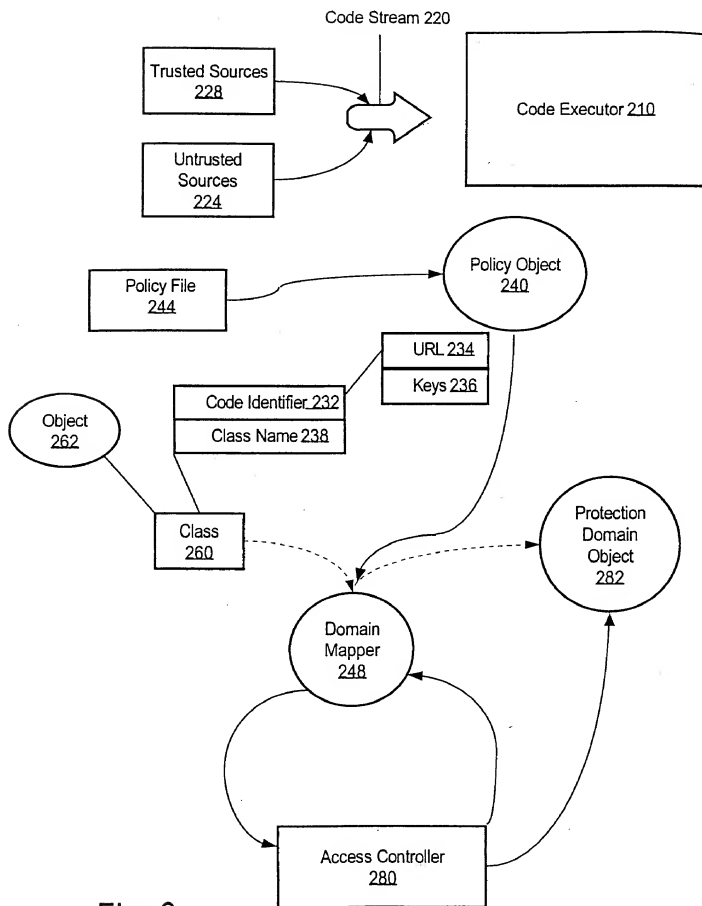 Code Stream 220
Trusted Sources
228
Code Executor 210
Untrusted
Sources
224
Policy Object
240
Policy File
244
URL 234
Keys 236
Code Identifier 232
Class Name 238
Object
262
Class
260
Protection
Domain
Object
282
Domain
Mapper
248
Access Controller
280